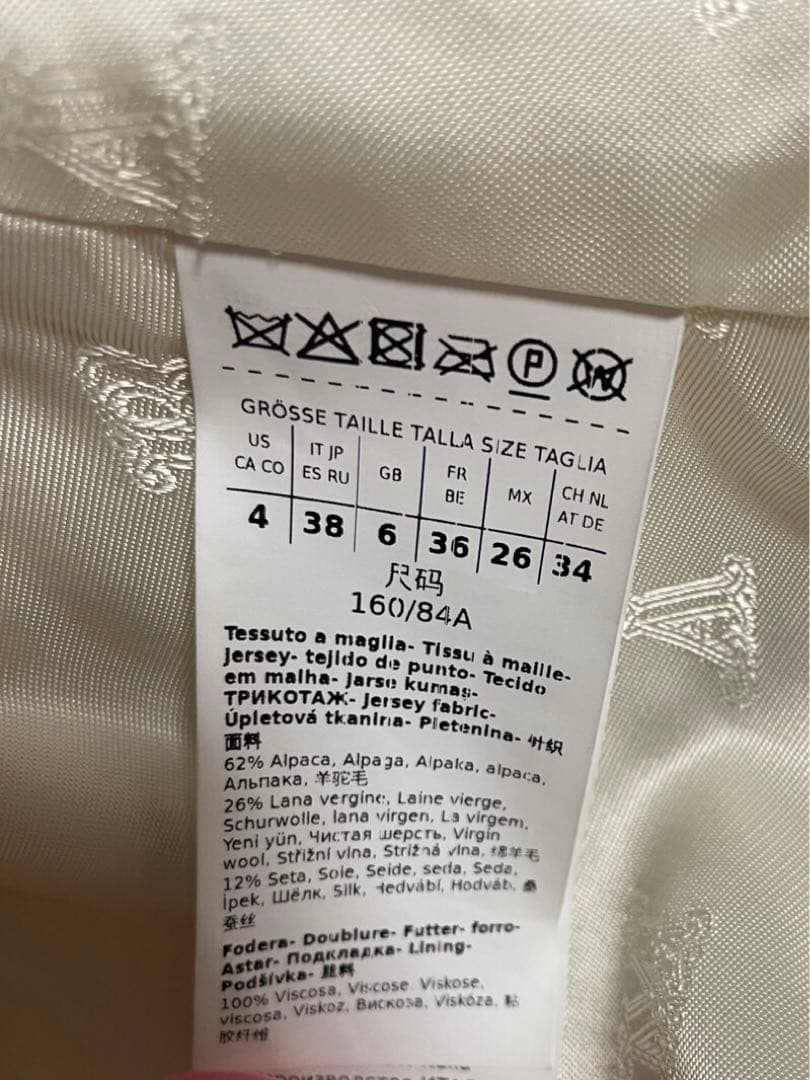 GRÖSSE TAILLE TALLA SIZE TAGLIA
US CA CO
IT JP ES RU
GB
FR BE
MX
CH NL AT DE
4 38 6 36 26 34
尺码
160/84A
Tessuto a maglia- Tissu à maille-
Jersey- tejido de punto- Tecido
em malha- Jarse kumaş-
ТРИКОТАЖ- Jersey fabric-
Úpletová tkanina- Pletenina- 针织
面料
62% Alpaca, Alpaga, Alpaka, alpaca,
Альпака, 羊驼毛
26% Lana vergine, Laine vierge,
Schurwolle, lana virgen, Lã virgem,
Yeni yün, Чистая шерсть, Virgin
wool, Střižní vlna, Strižná vlna, 绵羊毛
12% Seta, Soie, Seide, seda, Seda,
İpek, Шёлк, Silk, Hedvábí, Hodváb, 桑
蚕丝
Fodera- Doublure- Futter- forro-
Astar- Подкладка- Lining-
Podšívka- 里料
100% Viscosa, Viscose, Viskose,
viscosa, Viskoz, Вискоза, Viskóza, 黏
胶纤维